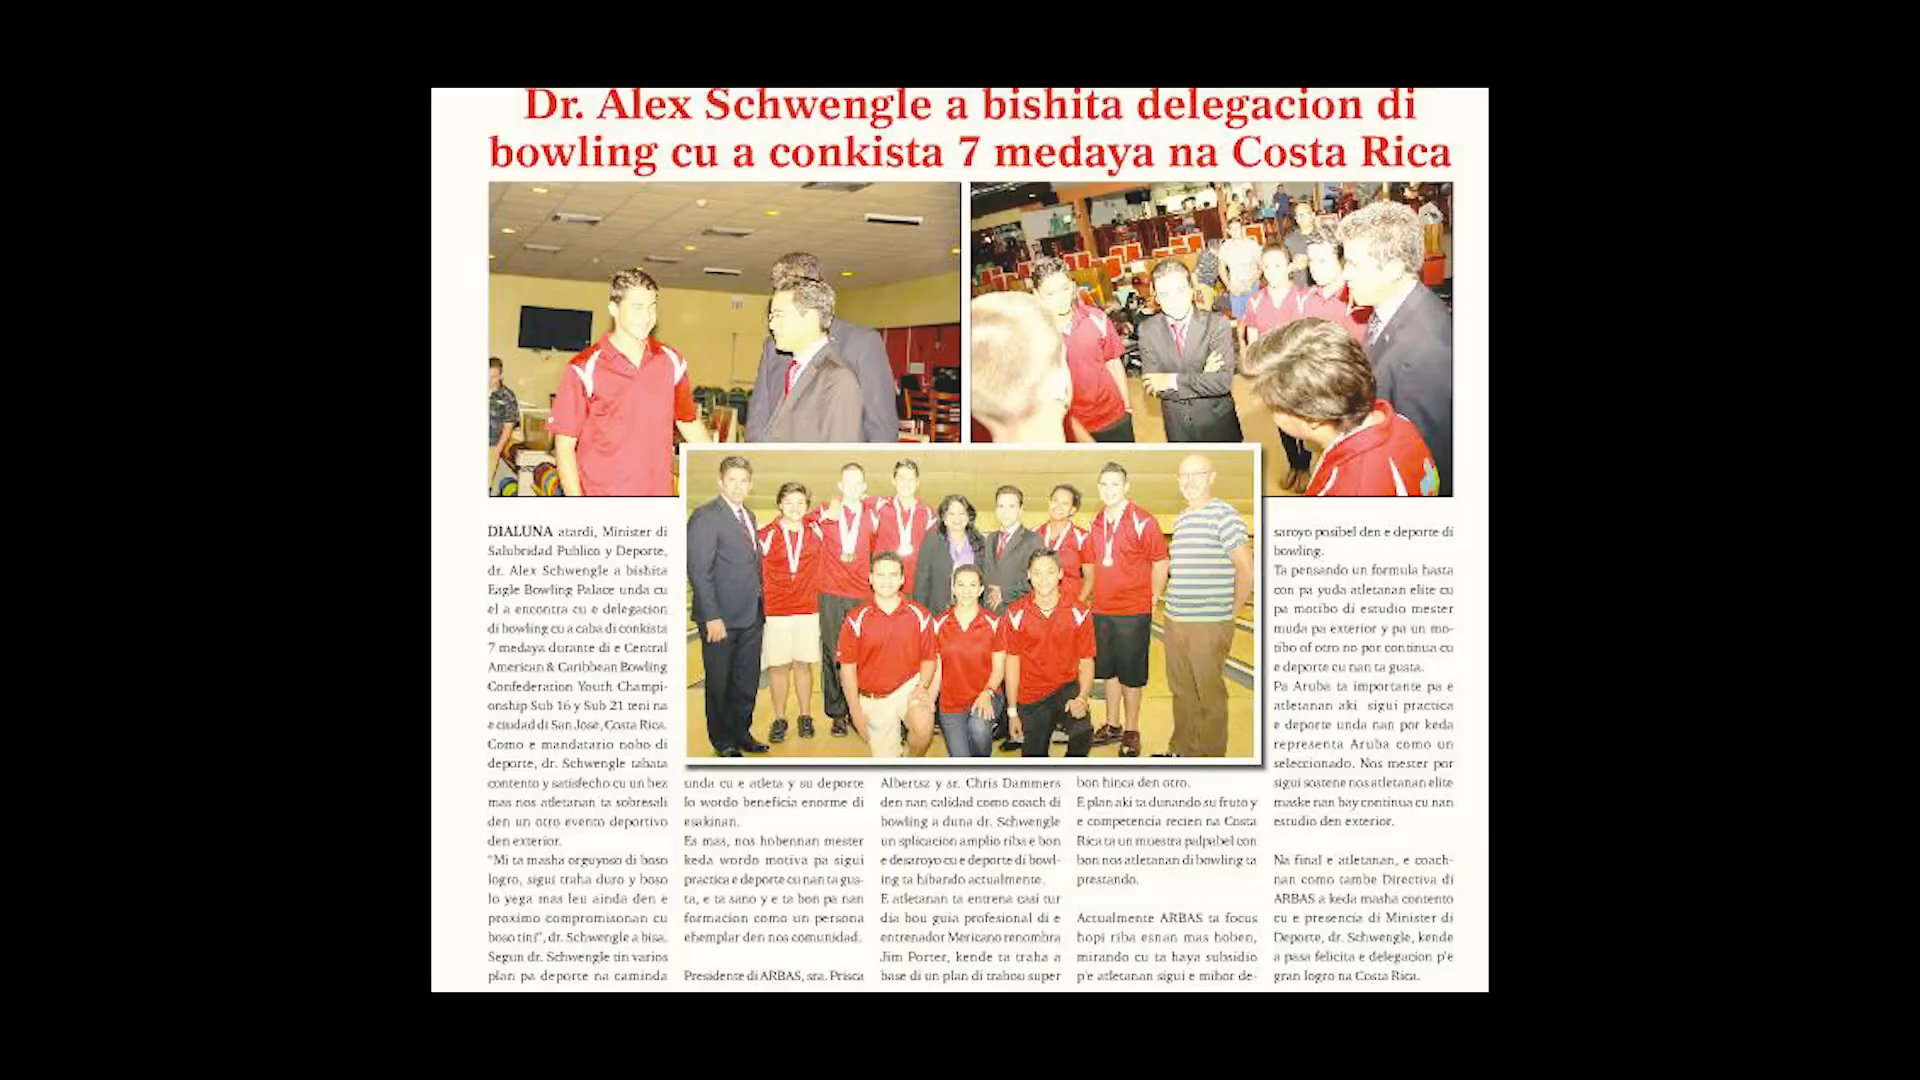 Dr. Alex Schwengle a bishita delegacion di
bowling cu a conkista 7 medaya na Costa Rica
DIALUNA atardi, Minister di
Salubridad Publico y Deporte,
dr. Alex Schwengle a bishita
Eagle Bowling Palace unda cu
el a encontra cu e delegacion
di bowling cu a caba di conkista
7 medaya durante di e Central
American & Caribbean Bowling
Confederation Youth Champi-
onship Sub 16 y Sub 21 teni na
e ciudad di San Jose, Costa Rica.
Como e mandatario nobo di
deporte, dr. Schwengle tabata
contento y satisfecho cu un bez
mas nos atletanan ta sobresali
den un otro evento deportivo
den exterior.
"Mi ta masha orguyoso di boso
logro, sigui traha duro y boso
lo yega mas leu ainda den e
proximo compromisonan cu
boso tini", dr. Schwengle a bisa.
Segun dr. Schwengle tin varios
plan pa deporte na caminda
unda cu e atleta y su deporte
lo wordo beneficia enorme di
esakinan.
Es mas, nos hobennan mester
keda wordo motiva pa sigui
practica e deporte cu nan ta gus-
ta, e ta sano y e ta bon pa nan
formacion como un persona
ehemplar den nos comunidad.
Presidente di ARBAS, sra. Prisca
Albertsz y sr. Chris Dammers
den nan calidad como coach di
bowling a duna dr. Schwengle
un splicacion amplio riba e bon
e desaroyo cu e deporte di bowl-
ing ta hibando actualmente.
E atletanan ta entrena casi tur
dia bou guia profesional di e
entrenador Mericano renombra
Jim Porter, kende ta traha a
base di un plan di trabou super
bon hinca den otro.
E plan aki ta dunando su fruto y
e competencia recien na Costa
Rica ta un muestra palpabel con
bon nos atletanan di bowling ta
prestando.
Actualmente ARBAS ta focus
hopi riba esnan mas hoben,
mirando cu ta haya subsidio
p'e atletanan sigui e mihor de-
saroyo posibel den e deporte di
bowling.
Ta pensando un formula hasta
con pa yuda atletanan elite cu
pa motibo di estudio mester
muda pa exterior y pa un mo-
tibo of otro no por continua cu
e deporte cu nan ta gusta.
Pa Aruba ta importante pa e
atletanan aki sigui practica
e deporte unda nan por keda
representa Aruba como un
seleccionado. Nos mester por
sigui sostene nos atletanan elite
maske nan bay continua cu nan
estudio den exterior.
Na final e atletanan, e coach-
nan como tambe Directiva di
ARBAS a keda masha contento
cu e presencia di Minister di
Deporte, dr. Schwengle, kende
a pasa felicita e delegacion p'e
gran logro na Costa Rica.